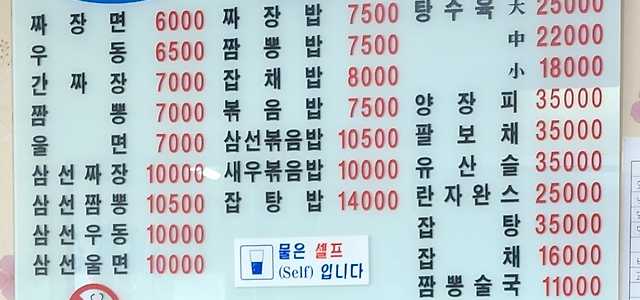 짜장면 6000
우동 6500
간짜장 7000
짬뽕 7000
울면 7000
삼선짜장 10000
삼선짬뽕 10500
삼선우동 10000
삼선울면 10000
짜장밥 7500
짬뽕밥 7500
잡채밥 8000
볶음밥 7500
삼선볶음밥 10500
새우볶음밥 10000
잡탕밥 14000
물은 셀프
(Self) 입니다
탕수육 大 25000
中 22000
小 18000
양장피 35000
팔보채 35000
유산슬 35000
란자완스 25000
잡탕 35000
잡채 16000
짬뽕술국 11000